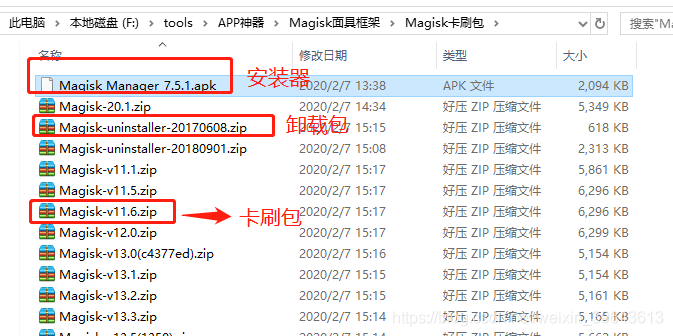 此电脑 > 本地磁盘 (F:) > tools > APP神器 > Magisk面具框架 > Magisk卡刷包 > 搜索"Ma
名称 修改日期 类型 大小
Magisk Manager 7.5.1.apk 安装器 2020/2/7 13:38 APK 文件 2,094 KB
Magisk-20.1.zip 2020/2/7 14:34 好压 ZIP 压缩文件 5,349 KB
Magisk-uninstaller-20170608.zip 卸载包 2020/2/7 15:15 好压 ZIP 压缩文件 618 KB
Magisk-uninstaller-20180901.zip 2020/2/7 15:08 好压 ZIP 压缩文件 2,313 KB
Magisk-v11.1.zip 2020/2/7 15:17 好压 ZIP 压缩文件 5,861 KB
Magisk-v11.5.zip 2020/2/7 15:17 好压 ZIP 压缩文件 6,296 KB
Magisk-v11.6.zip 卡刷包 2020/2/7 15:17 好压 ZIP 压缩文件 6,296 KB
Magisk-v12.0.zip 2020/2/7 15:17 好压 ZIP 压缩文件 6,299 KB
Magisk-v13.0(c4377ed).zip 2020/2/7 15:16 好压 ZIP 压缩文件 5,154 KB
Magisk-v13.1.zip 2020/2/7 15:16 好压 ZIP 压缩文件 5,162 KB
Magisk-v13.2.zip 2020/2/7 15:16 好压 ZIP 压缩文件 5,165 KB
Magisk-v13.3.zip 2020/2/7 15:16 好压 ZIP 压缩文件 5,164 KB